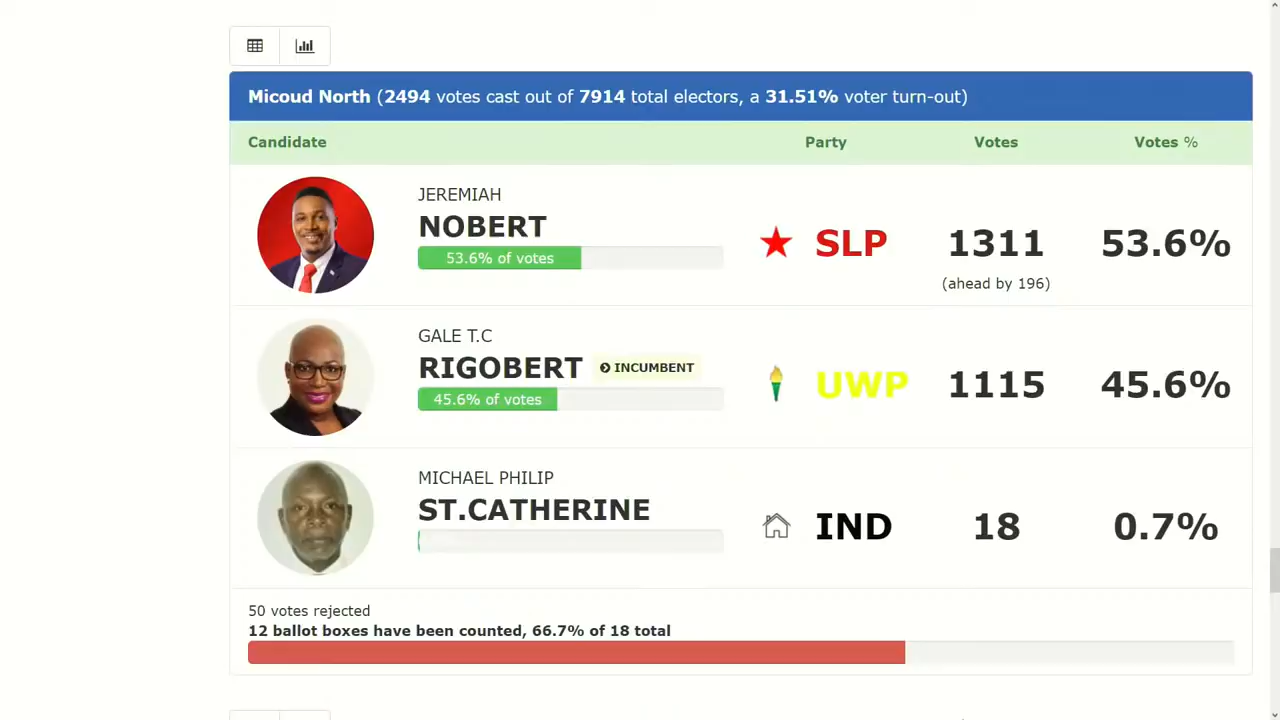 Micoud North (2494 votes cast out of 7914 total electors, a 31.51% voter turn-out)
Candidate Party Votes Votes %
JEREMIAH
NOBERT
53.6% of votes
SLP 1311 53.6%
(ahead by 196)
GALE T.C
RIGOBERT INCUMBENT
45.6% of votes
UWP 1115 45.6%
MICHAEL PHILIP
ST.CATHERINE
IND 18 0.7%
50 votes rejected
12 ballot boxes have been counted, 66.7% of 18 total